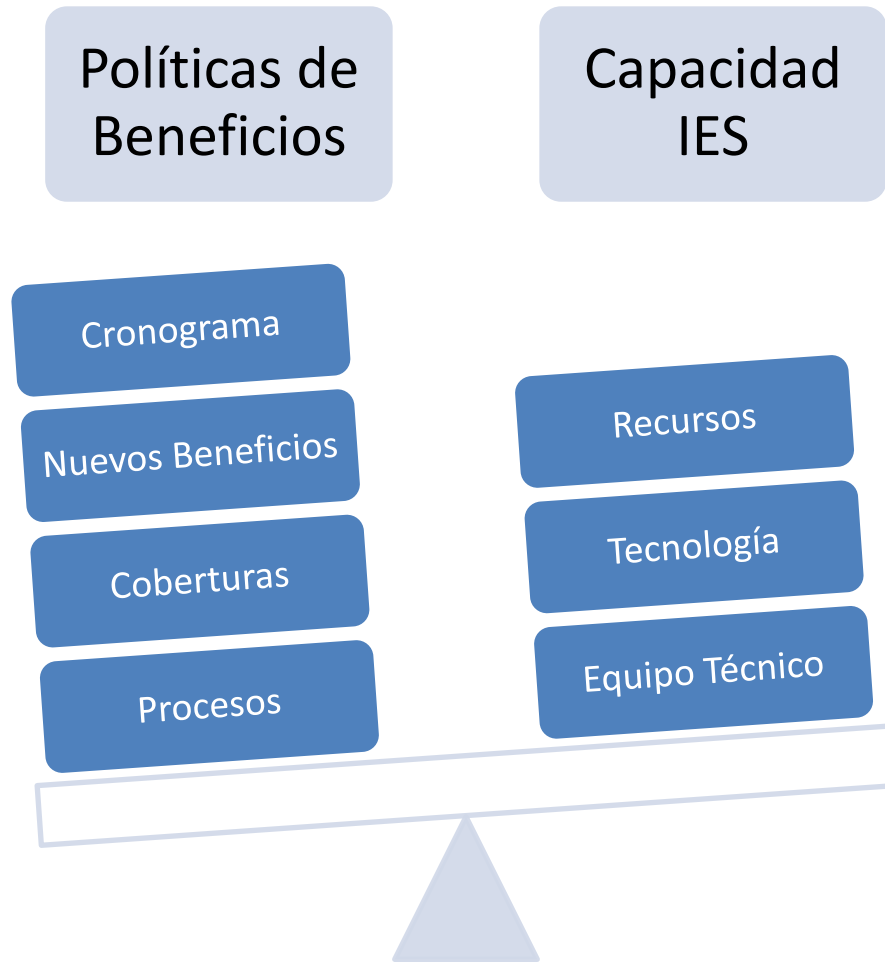 Políticas de
Beneficios
Capacidad
IES
Cronograma
Nuevos Beneficios
Coberturas
Procesos
Recursos
Tecnología
Equipo Técnico